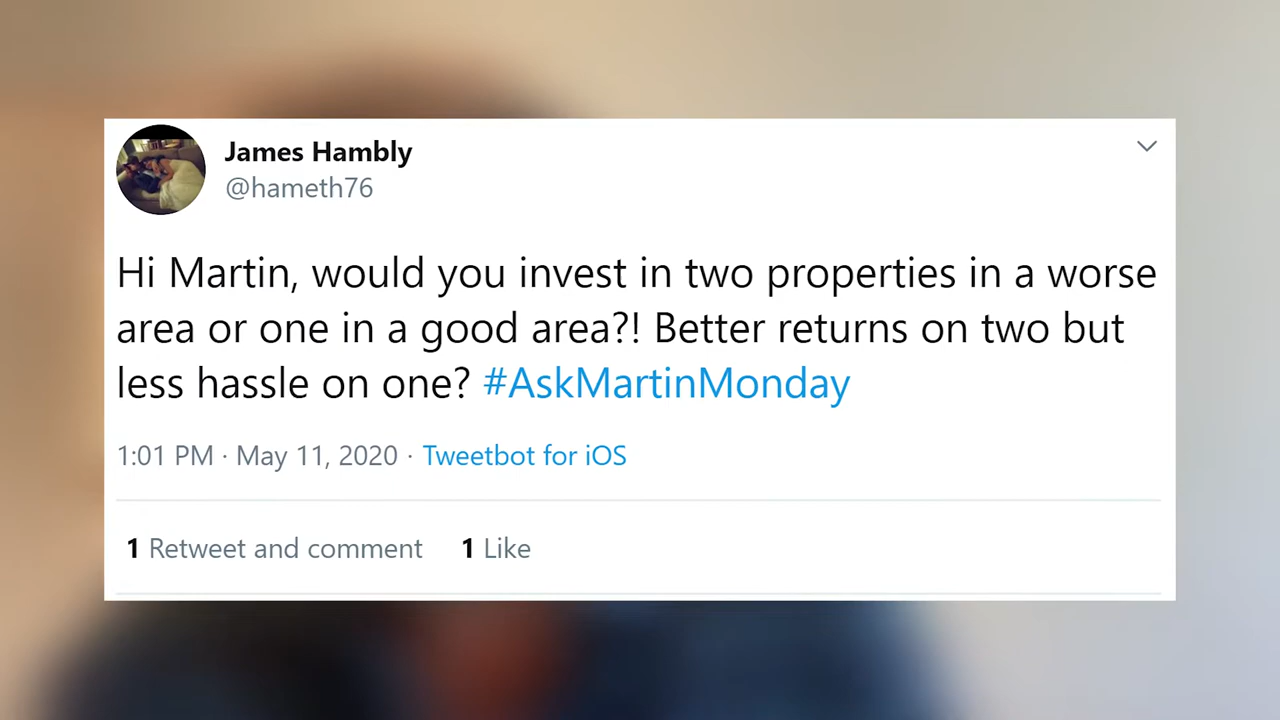 James Hambly
@hameth76
Hi Martin, would you invest in two properties in a worse
area or one in a good area?! Better returns on two but
less hassle on one? #AskMartinMonday
1:01 PM · May 11, 2020 · Tweetbot for iOS
1 Retweet and comment 1 Like